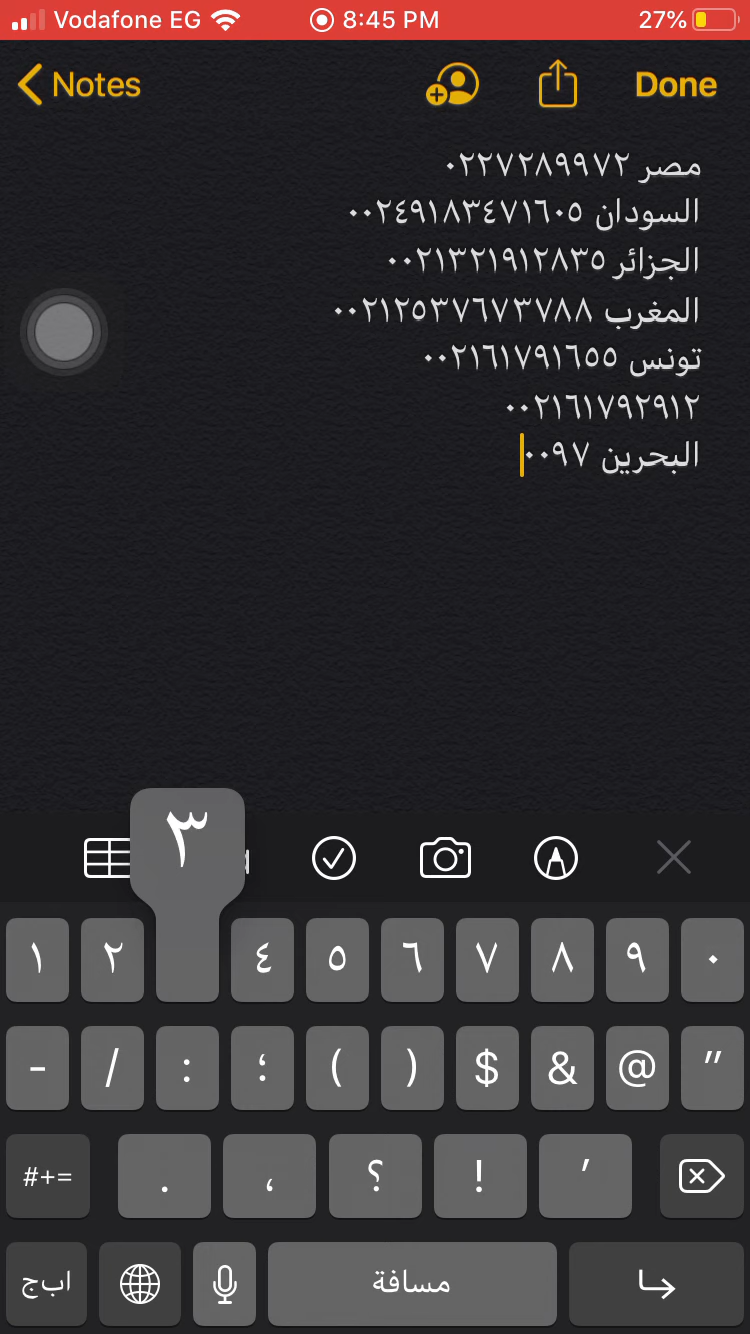 Vodafone EG 8:45 PM 27%
Notes Done
مصر ٠٢٢٧٢٨٩٩٧٢
السودان ٠٠٢٤٩١٨٣٤٧١٦٠٥
الجزائر ٠٠٢١٣٢١٩١٢٨٣٥
المغرب ٠٠٢١٢٥٣٧٦٧٣٧٨٨
تونس ٠٠٢١٦١٧٩١٦٥٥
٠٠٢١٦١٧٩٢٩١٢
البحرين ٠٠٩٧
٣
١ ٢ ٤ ٥ ٦ ٧ ٨ ٩ ٠
- / : ؛ ( ) $ & @ "
#+= . ، ؟ ! '
اب‌ج مسافة